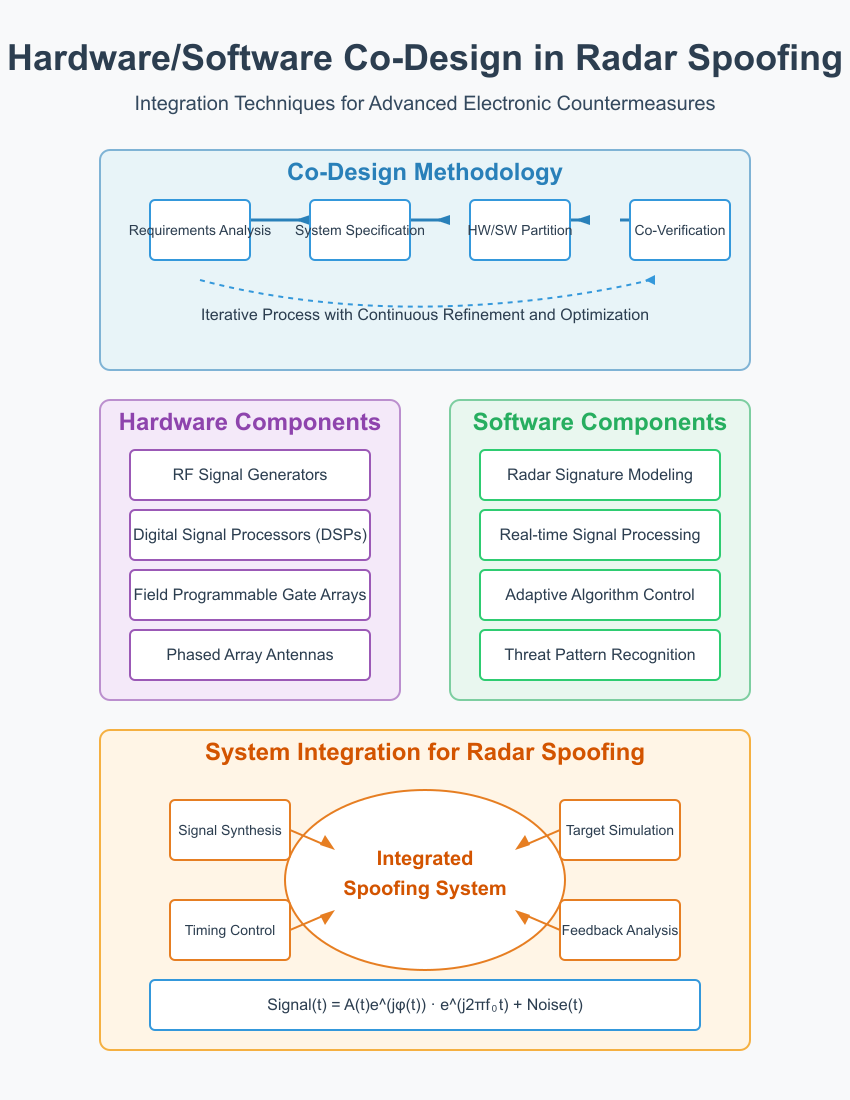 Hardware/Software Co-Design in Radar Spoofing
Integration Techniques for Advanced Electronic Countermeasures
Co-Design Methodology
Requirements Analysis
System Specification
HW/SW Partition
Co-Verification
Iterative Process with Continuous Refinement and Optimization
Hardware Components
RF Signal Generators
Digital Signal Processors (DSPs)
Field Programmable Gate Arrays
Phased Array Antennas
Software Components
Radar Signature Modeling
Real-time Signal Processing
Adaptive Algorithm Control
Threat Pattern Recognition
System Integration for Radar Spoofing
Signal Synthesis
Target Simulation
Integrated
Spoofing System
Timing Control
Feedback Analysis
Signal(t) = A(t)e^(jφ(t)) · e^(j2πf₀t) + Noise(t)